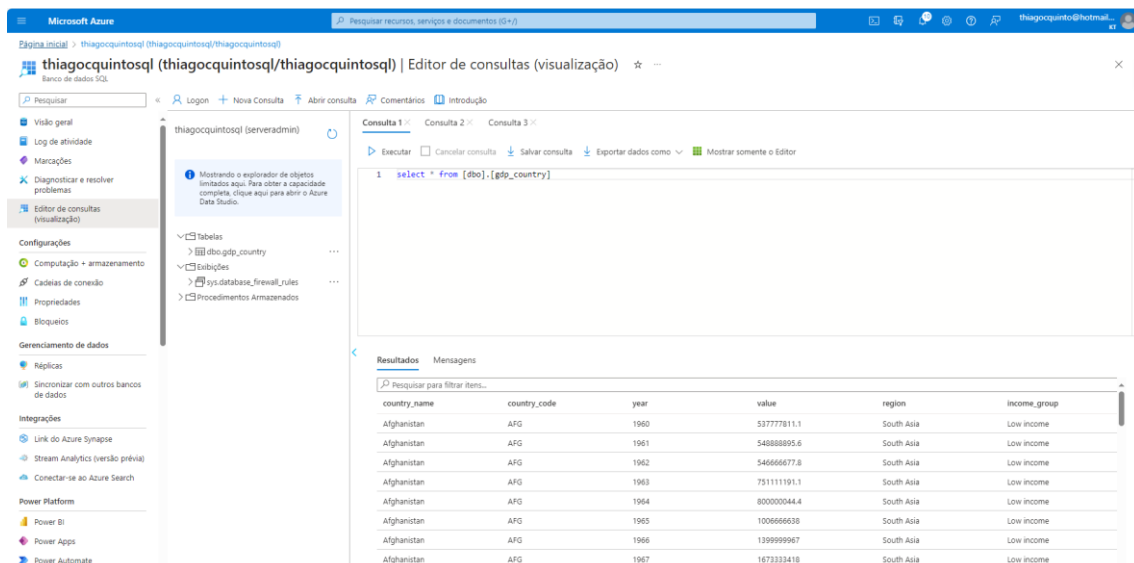 Microsoft Azure
Pesquisar recursos, serviços e documentos (G+/)
thiagocquinto@hotmail...
KT
Página inicial > thiagocquintosql (thiagocquintosql/thiagocquintosql)
thiagocquintosql (thiagocquintosql/thiagocquintosql) | Editor de consultas (visualização)
Banco de dados SQL
Pesquisar
Visão geral
Log de atividade
Marcações
Diagnosticar e resolver
problemas
Editor de consultas
(visualização)
Configurações
Computação + armazenamento
Cadeias de conexão
Propriedades
Bloqueios
Gerenciamento de dados
Réplicas
Sincronizar com outros bancos
de dados
Integrações
Link do Azure Synapse
Stream Analytics (versão prévia)
Conectar-se ao Azure Search
Power Platform
Power BI
Power Apps
Power Automate
Logon Nova Consulta Abrir consulta Comentários Introdução
thiagocquintosql (serveradmin)
Mostrando o explorador de objetos
limitados aqui. Para obter a capacidade
completa, clique aqui para abrir o Azure
Data Studio.
Tabelas
dbo.gdp_country
Exibições
sys.database_firewall_rules
Procedimentos Armazenados
Consulta 1 Consulta 2 Consulta 3
Executar Cancelar consulta Salvar consulta Exportar dados como Mostrar somente o Editor
1 select * from [dbo].[gdp_country]
Resultados Mensagens
Pesquisar para filtrar itens...
country_name country_code year value region income_group
Afghanistan AFG 1960 537777811.1 South Asia Low income
Afghanistan AFG 1961 548888895.6 South Asia Low income
Afghanistan AFG 1962 546666677.8 South Asia Low income
Afghanistan AFG 1963 751111191.1 South Asia Low income
Afghanistan AFG 1964 800000044.4 South Asia Low income
Afghanistan AFG 1965 1006666638 South Asia Low income
Afghanistan AFG 1966 1399999967 South Asia Low income
Afghanistan AFG 1967 1673333418 South Asia Low income